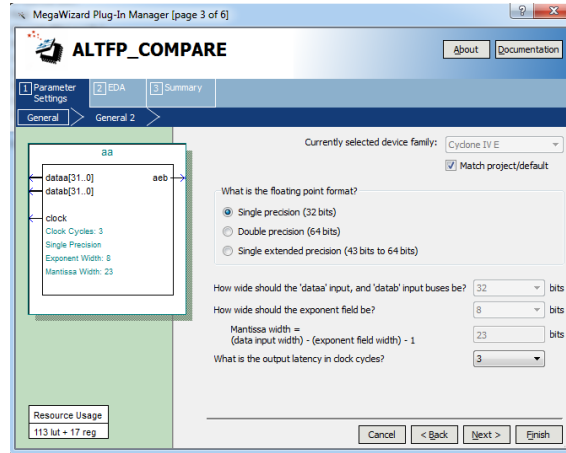 MegaWizard Plug-In Manager [page 3 of 6]
ALTFP_COMPARE
About
Documentation
1 Parameter Settings
2 EDA
3 Summary
General
General 2
Currently selected device family: Cyclone IV E
Match project/default
aa
dataa[31..0] aeb
datab[31..0]
clock
Clock Cycles: 3
Single Precision
Exponent Width: 8
Mantissa Width: 23
What is the floating point format?
Single precision (32 bits)
Double precision (64 bits)
Single extended precision (43 bits to 64 bits)
How wide should the 'dataa' input, and 'datab' input buses be? 32 bits
How wide should the exponent field be? 8 bits
Mantissa width =
(data input width) - (exponent field width) - 1 23 bits
What is the output latency in clock cycles? 3
Resource Usage
113 lut + 17 reg
Cancel
< Back
Next >
Finish